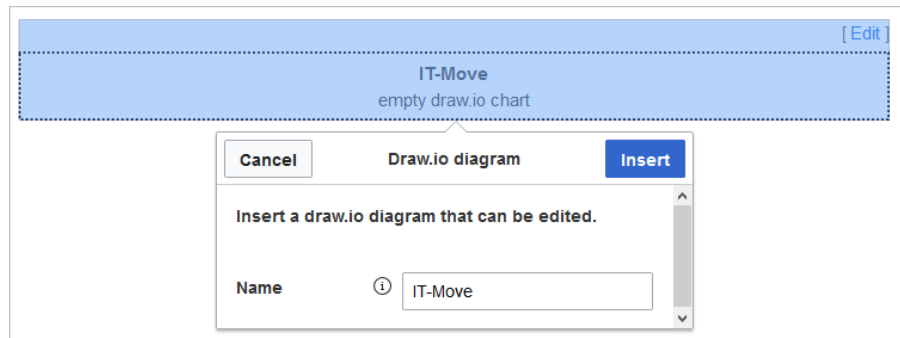 [ Edit ]
IT-Move
empty draw.io chart
Cancel Draw.io diagram Insert
Insert a draw.io diagram that can be edited.
Name i IT-Move